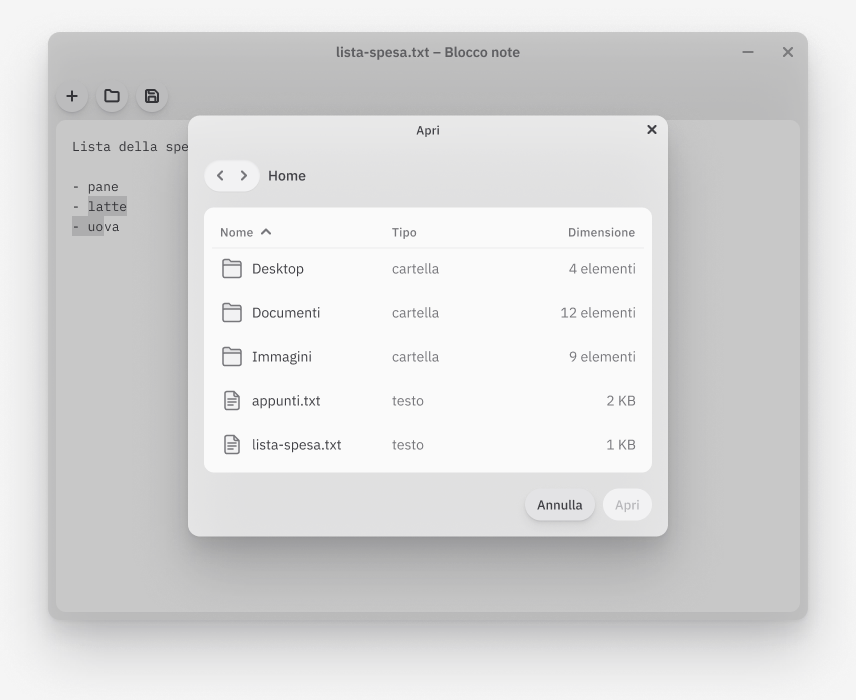 lista-spesa.txt – Blocco note
Lista della spe
- pane
- latte
- uova
Apri
Home
Nome Tipo Dimensione
Desktop cartella 4 elementi
Documenti cartella 12 elementi
Immagini cartella 9 elementi
appunti.txt testo 2 KB
lista-spesa.txt testo 1 KB
Annulla Apri